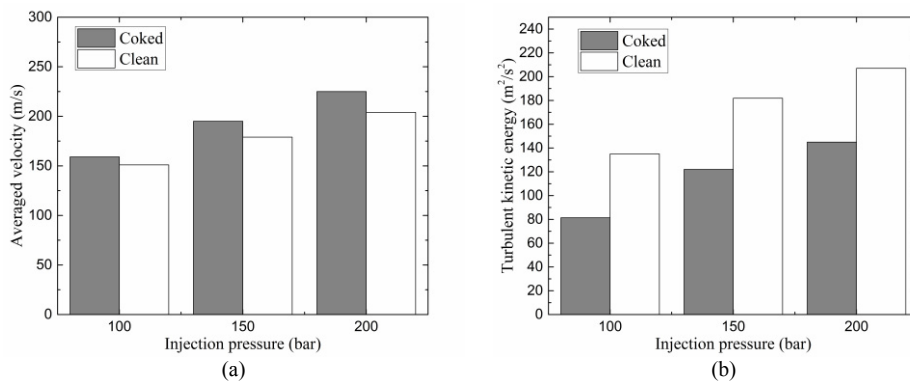 300
250
200
150
100
50
0
Averaged velocity (m/s)
Coked
Clean
100 150 200
Injection pressure (bar)
(a)
240
220
200
180
160
140
120
100
80
60
40
20
0
Turbulent kinetic energy (m²/s²)
Coked
Clean
100 150 200
Injection pressure (bar)
(b)